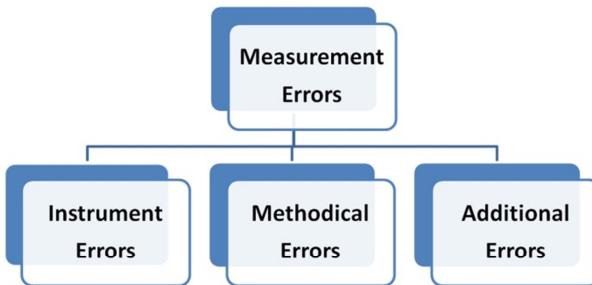 Measurement
Errors
Instrument
Errors
Methodical
Errors
Additional
Errors